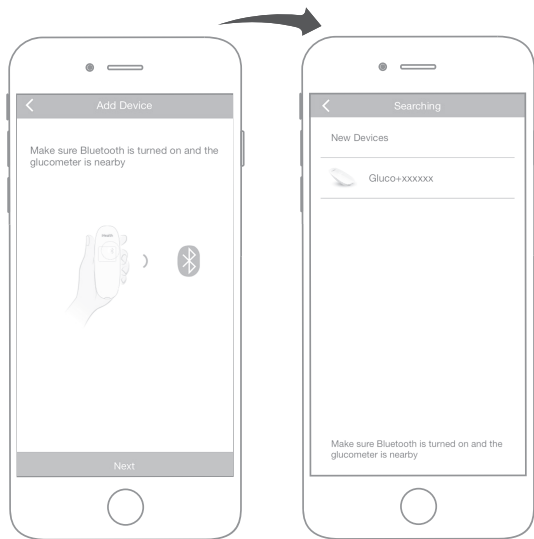 Add Device
Make sure Bluetooth is turned on and the
glucometer is nearby
Next
Searching
New Devices
Gluco+xxxxxx
Make sure Bluetooth is turned on and the
glucometer is nearby